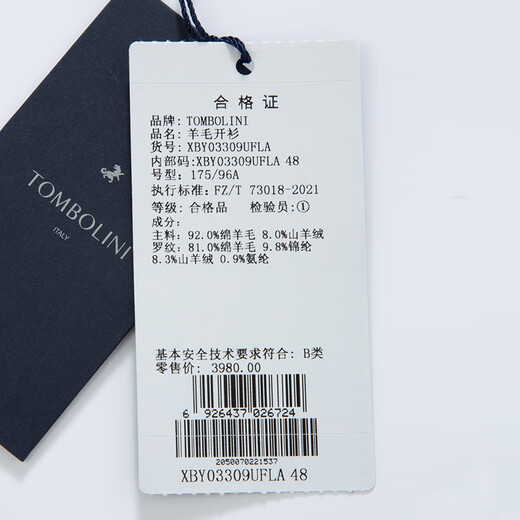 TOMBOLINI
ITALY
合格证
品牌: TOMBOLINI
品名: 羊毛开衫
货号: XBY03309UFLA
内部码: XBY03309UFLA 48
号型: 175/96A
执行标准: FZ/T 73018-2021
等级: 合格品 检验员: ①
成分:
主料: 92.0%绵羊毛 8.0%山羊绒
罗纹: 81.0%绵羊毛 9.8%锦纶
8.3%山羊绒 0.9%氨纶
基本安全技术要求符合: B类
零售价: 3980.00
6 926437 026724
2050070221537
XBY03309UFLA 48